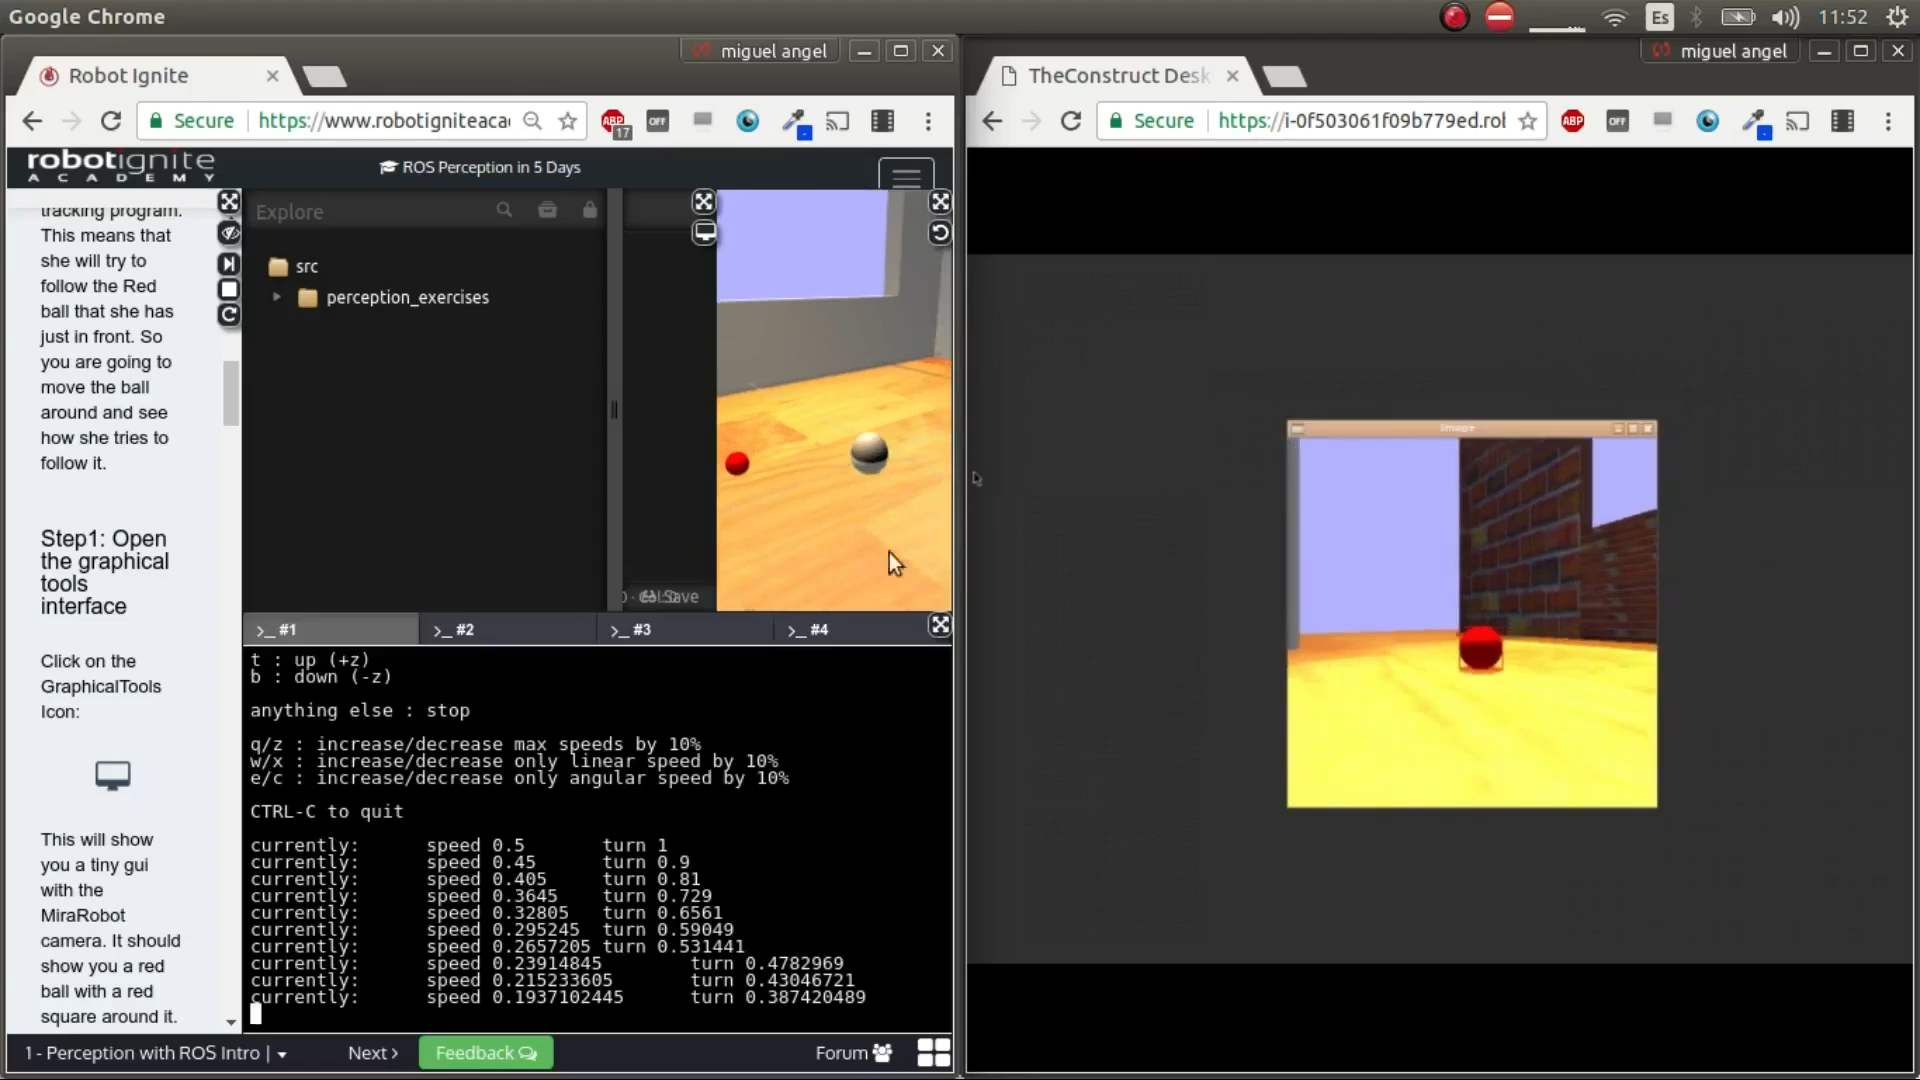 Google Chrome
Es
11:52
miguel angel
Robot Ignite
Secure https://www.robotigniteaca
ABP
17
OFF
robotignite
ACADEMY
ROS Perception in 5 Days
tracking program.
This means that
she will try to
follow the Red
ball that she has
just in front. So
you are going to
move the ball
around and see
how she tries to
follow it.
Step1: Open
the graphical
tools
interface
Click on the
GraphicalTools
Icon:
This will show
you a tiny gui
with the
MiraRobot
camera. It should
show you a red
ball with a red
square around it.
Explore
src
perception_exercises
Save
>_ #1
>_ #2
>_ #3
>_ #4
t : up (+z)
b : down (-z)
anything else : stop
q/z : increase/decrease max speeds by 10%
w/x : increase/decrease only linear speed by 10%
e/c : increase/decrease only angular speed by 10%
CTRL-C to quit
currently: speed 0.5 turn 1
currently: speed 0.45 turn 0.9
currently: speed 0.405 turn 0.81
currently: speed 0.3645 turn 0.729
currently: speed 0.32805 turn 0.6561
currently: speed 0.295245 turn 0.59049
currently: speed 0.2657205 turn 0.531441
currently: speed 0.23914845 turn 0.4782969
currently: speed 0.215233605 turn 0.43046721
currently: speed 0.1937102445 turn 0.387420489
1 - Perception with ROS Intro |
Next >
Feedback
Forum
miguel angel
TheConstruct Desk
Secure https://i-0f503061f09b779ed.rol
ABP
OFF
Image